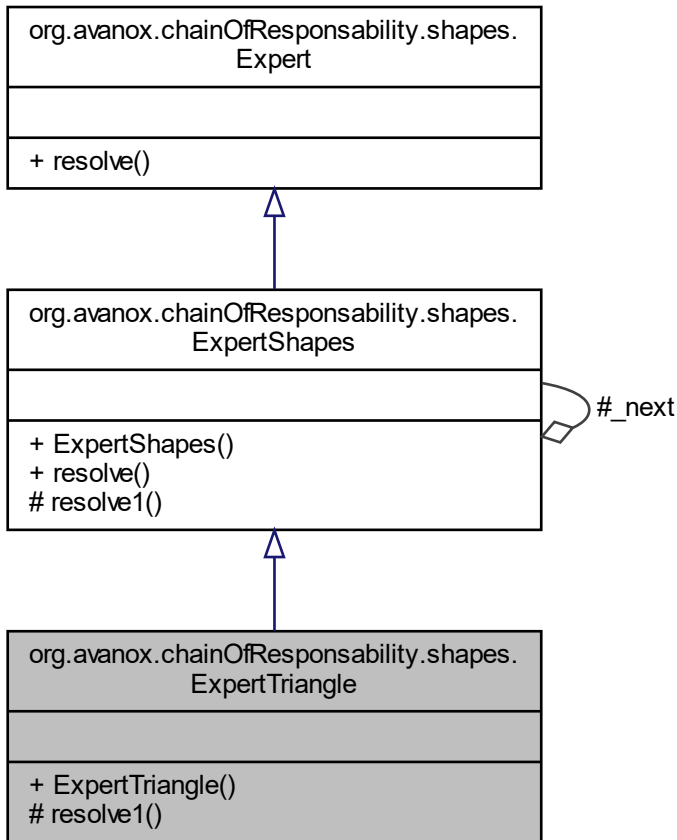 org.avanox.chainOfResponsability.shapes.
Expert
+ resolve()
org.avanox.chainOfResponsability.shapes.
ExpertShapes
#_next
+ ExpertShapes()
+ resolve()
# resolve1()
org.avanox.chainOfResponsability.shapes.
ExpertTriangle
+ ExpertTriangle()
# resolve1()